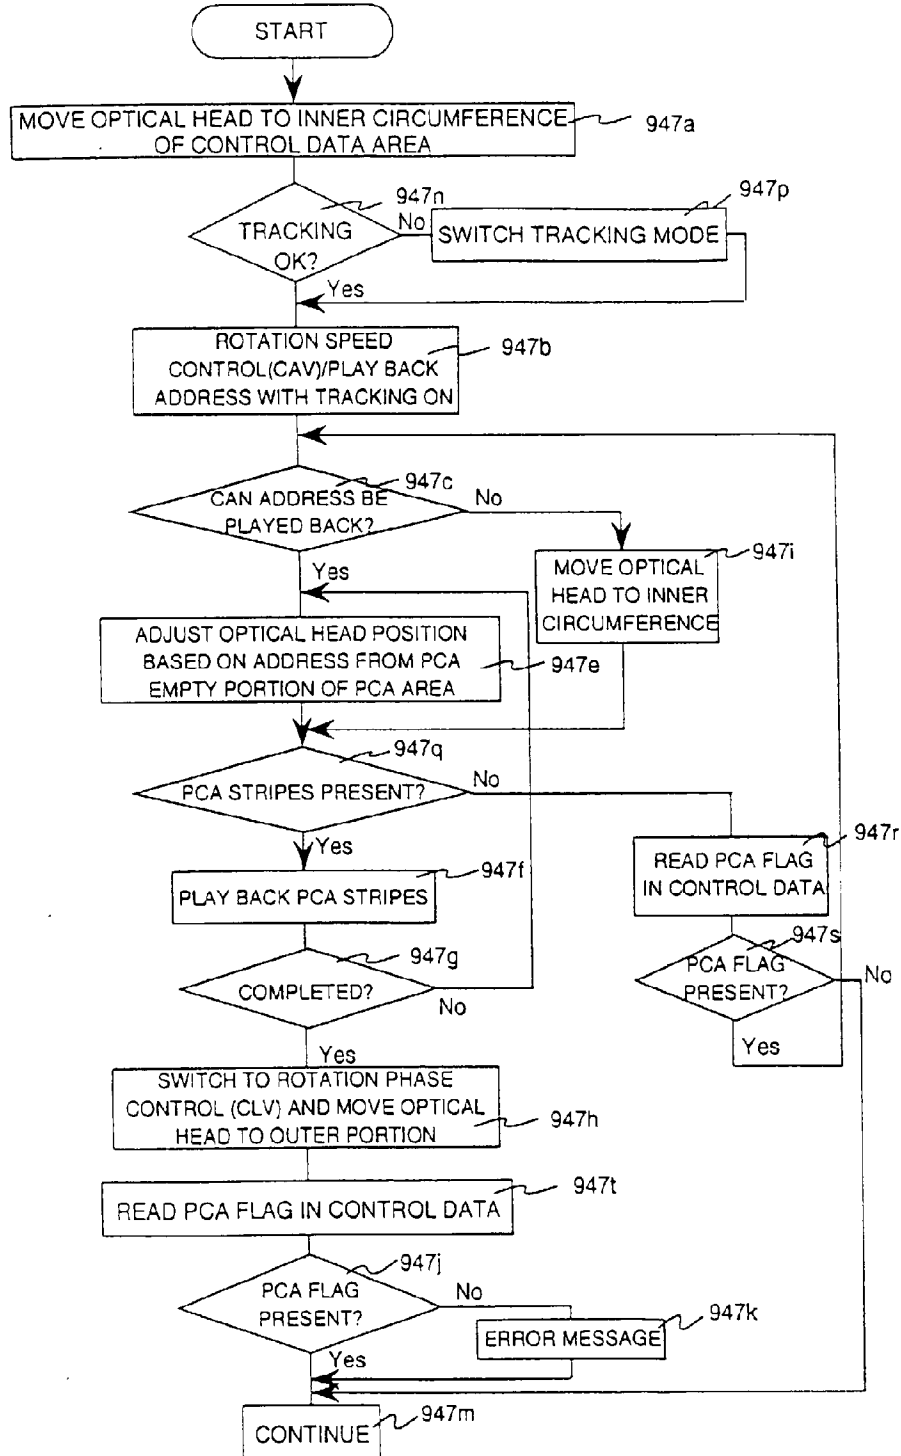 START
MOVE OPTICAL HEAD TO INNER CIRCUMFERENCE
OF CONTROL DATA AREA
947a
947n
TRACKING
OK?
No
947p
SWITCH TRACKING MODE
Yes
ROTATION SPEED
CONTROL(CAV)/PLAY BACK
ADDRESS WITH TRACKING ON
947b
947c
CAN ADDRESS BE
PLAYED BACK?
No
947i
MOVE OPTICAL
HEAD TO INNER
CIRCUMFERENCE
Yes
ADJUST OPTICAL HEAD POSITION
BASED ON ADDRESS FROM PCA
EMPTY PORTION OF PCA AREA
947e
947q
PCA STRIPES PRESENT?
No
Yes
947r
READ PCA FLAG
IN CONTROL DATA
947f
PLAY BACK PCA STRIPES
947s
PCA FLAG
PRESENT?
No
Yes
947g
COMPLETED?
No
Yes
SWITCH TO ROTATION PHASE
CONTROL (CLV) AND MOVE OPTICAL
HEAD TO OUTER PORTION
947h
947t
READ PCA FLAG IN CONTROL DATA
947j
PCA FLAG
PRESENT?
No
947k
ERROR MESSAGE
Yes
947m
CONTINUE